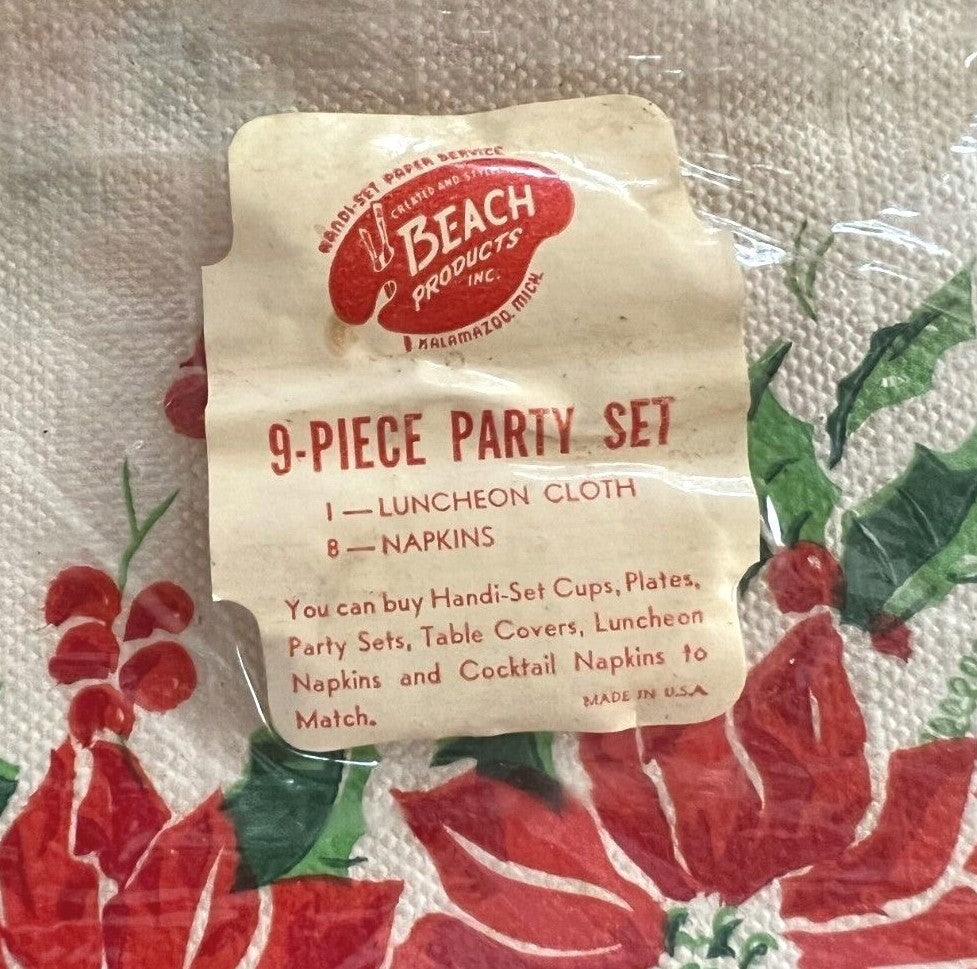 HANDI-SET PAPER SERVICE
CREATED AND STYLED
BEACH
PRODUCTS
INC.
KALAMAZOO, MICH.
9-PIECE PARTY SET
1—LUNCHEON CLOTH
8—NAPKINS
You can buy Handi-Set Cups, Plates,
Party Sets, Table Covers, Luncheon
Napkins and Cocktail Napkins to
Match.
MADE IN U.S.A